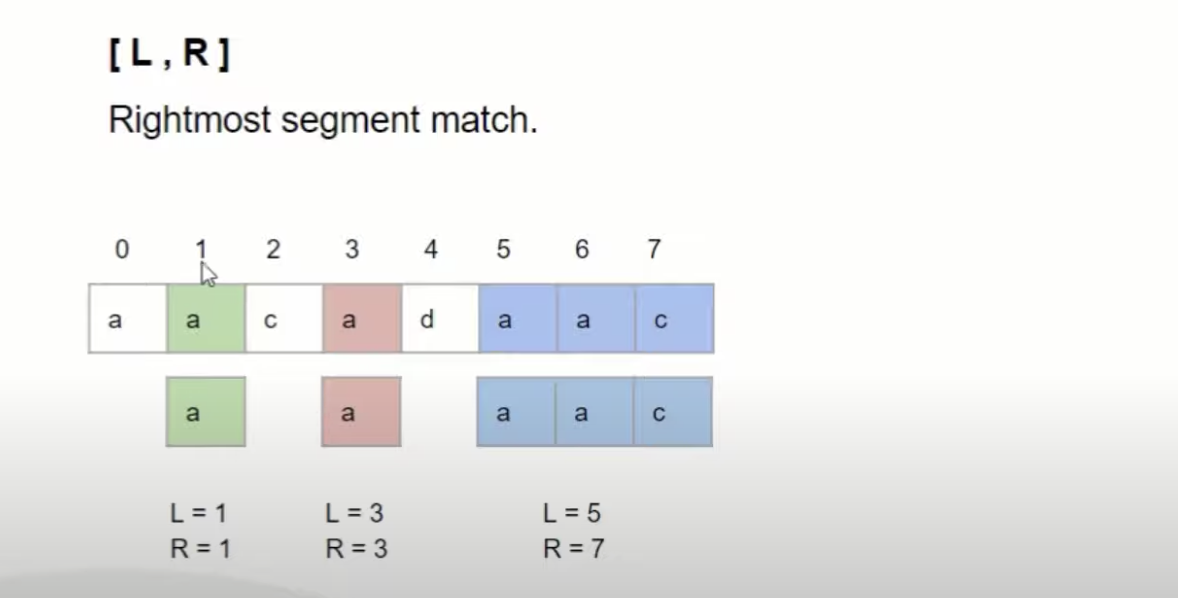 [ L , R ]
Rightmost segment match.
0 1 2 3 4 5 6 7
a a c a d a a c
a a a a c
L = 1 L = 3 L = 5
R = 1 R = 3 R = 7